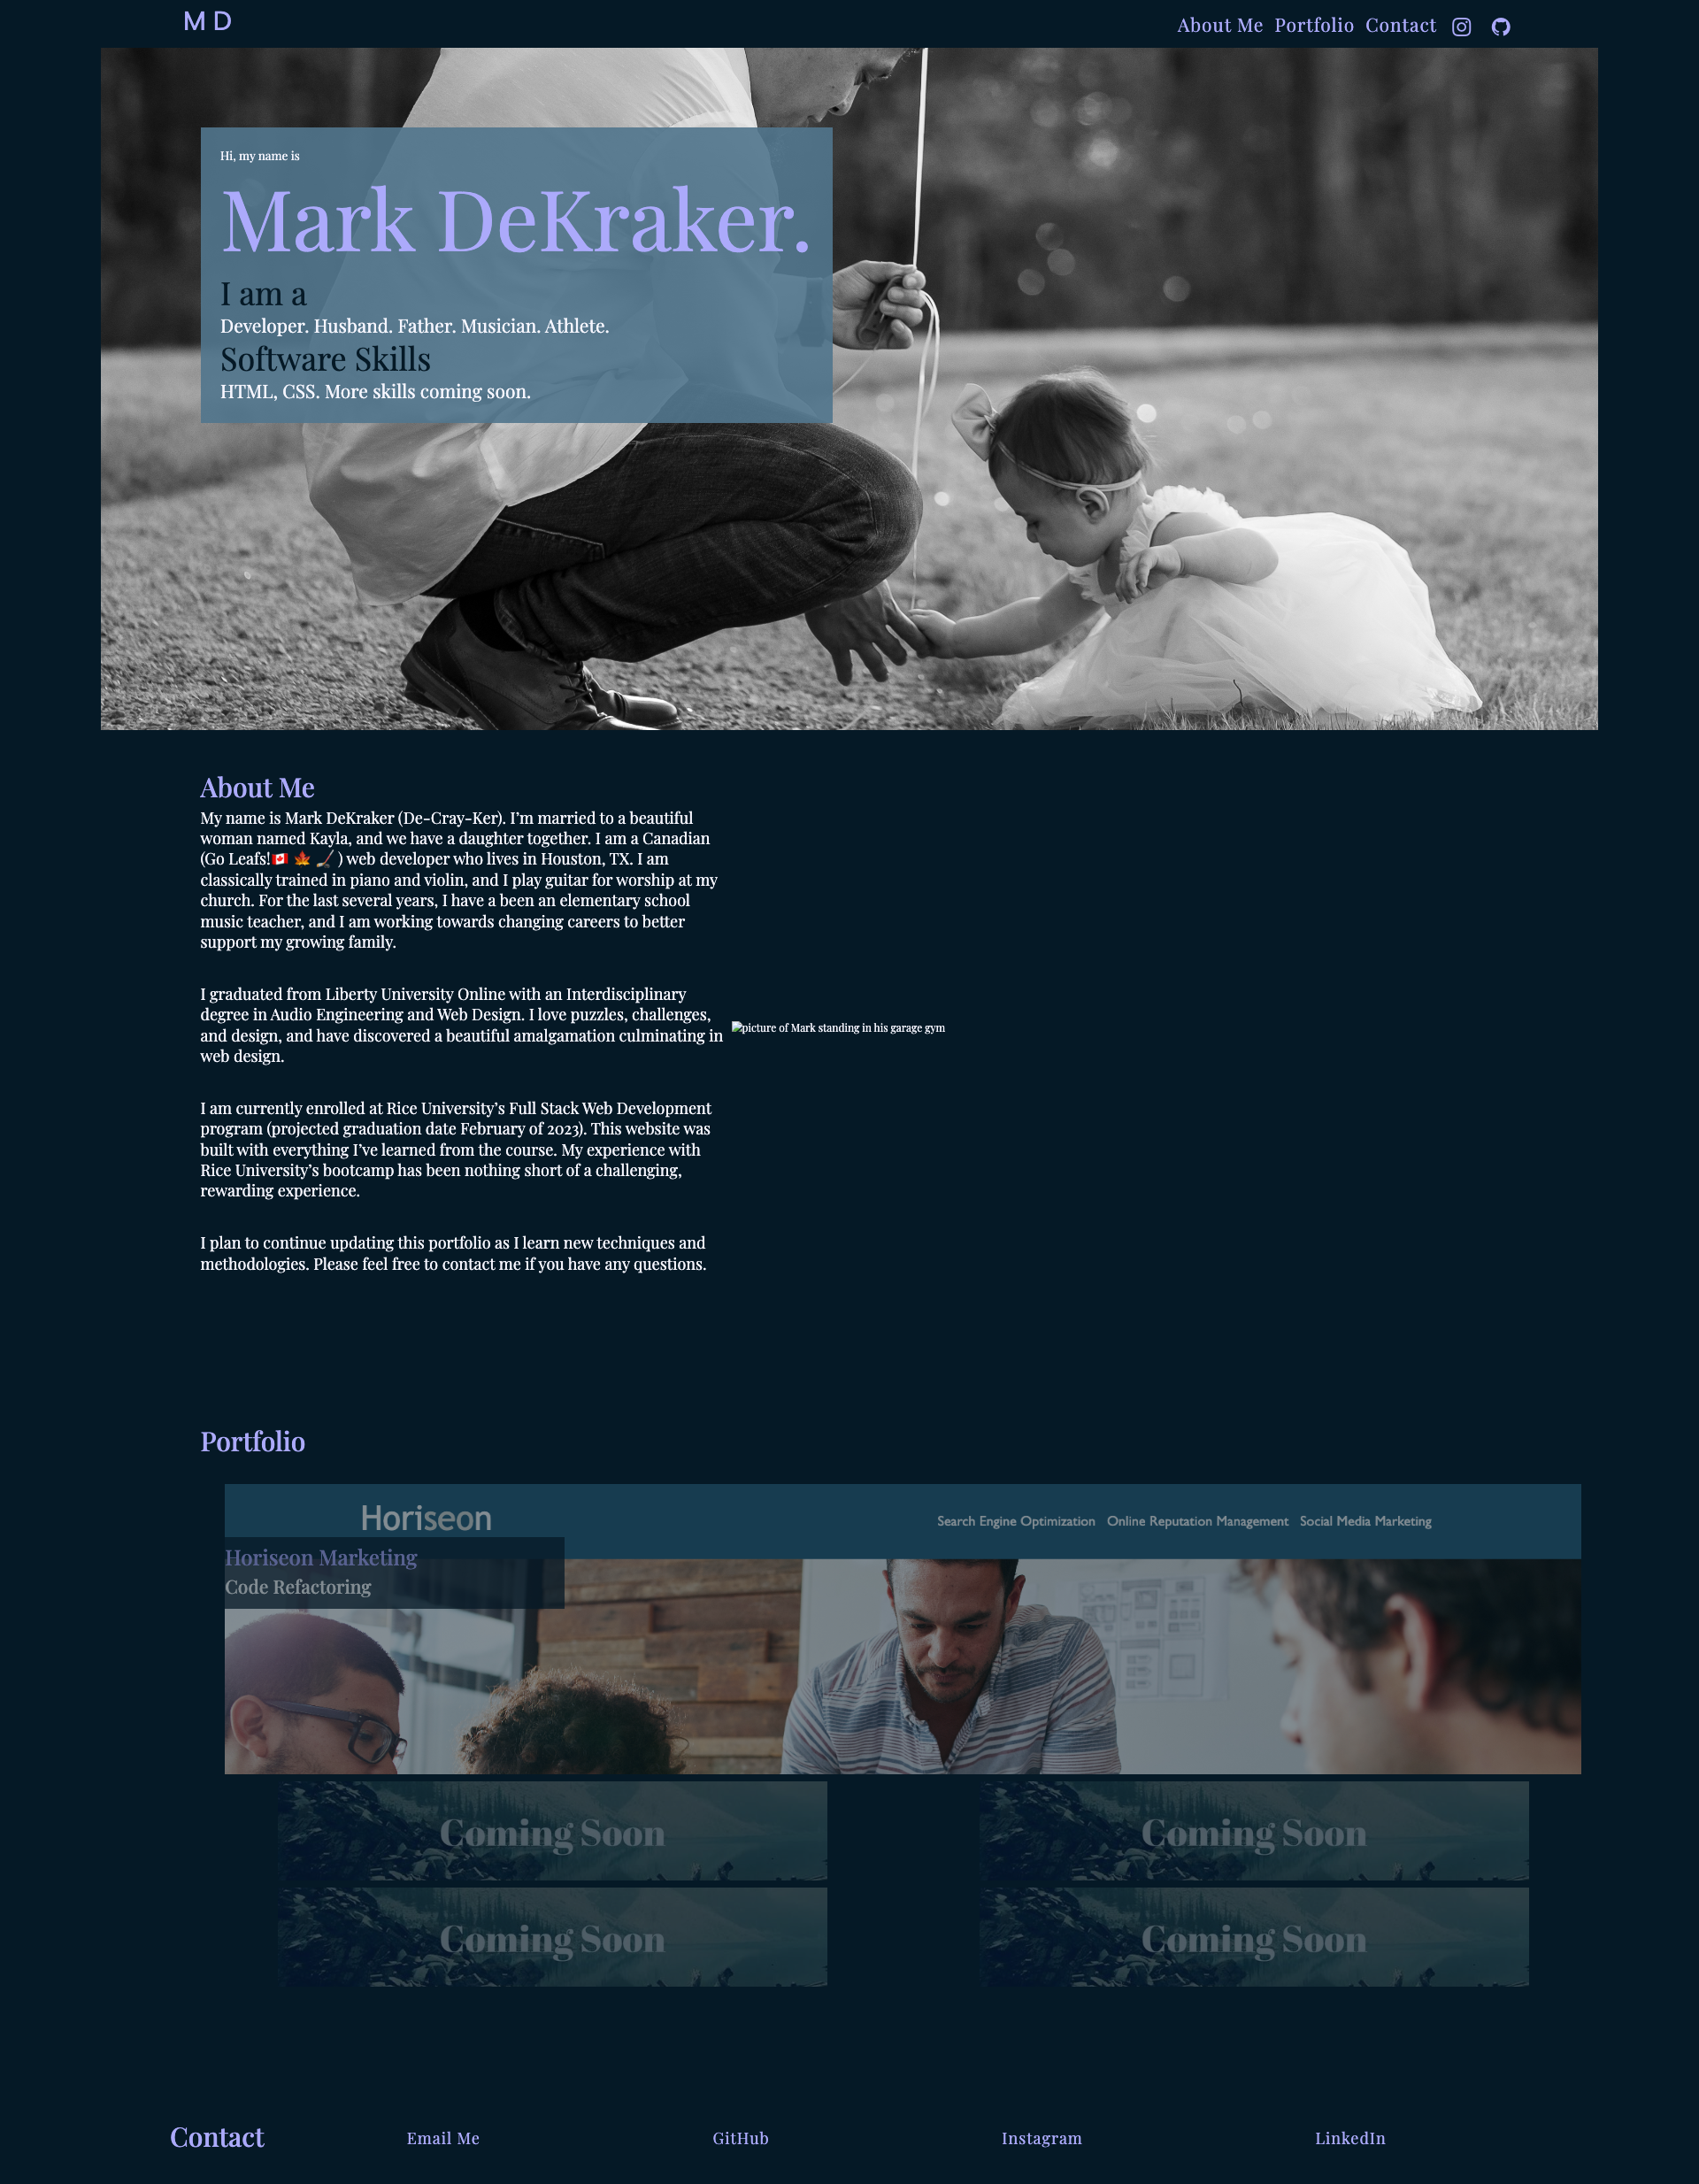 M D
About Me Portfolio Contact
Hi, my name is
Mark DeKraker.
I am a
Developer. Husband. Father. Musician. Athlete.
Software Skills
HTML, CSS. More skills coming soon.
About Me
My name is Mark DeKraker (De-Cray-Ker). I’m married to a beautiful
woman named Kayla, and we have a daughter together. I am a Canadian
(Go Leafs!🇨🇦 🍁 🏒 ) web developer who lives in Houston, TX. I am
classically trained in piano and violin, and I play guitar for worship at my
church. For the last several years, I have a been an elementary school
music teacher, and I am working towards changing careers to better
support my growing family.
I graduated from Liberty University Online with an Interdisciplinary
degree in Audio Engineering and Web Design. I love puzzles, challenges,
and design, and have discovered a beautiful amalgamation culminating in
web design.
picture of Mark standing in his garage gym
I am currently enrolled at Rice University’s Full Stack Web Development
program (projected graduation date February of 2023). This website was
built with everything I’ve learned from the course. My experience with
Rice University’s bootcamp has been nothing short of a challenging,
rewarding experience.
I plan to continue updating this portfolio as I learn new techniques and
methodologies. Please feel free to contact me if you have any questions.
Portfolio
Horiseon
Search Engine Optimization Online Reputation Management Social Media Marketing
Horiseon Marketing
Code Refactoring
Coming Soon
Coming Soon
Coming Soon
Coming Soon
Contact
Email Me
GitHub
Instagram
LinkedIn